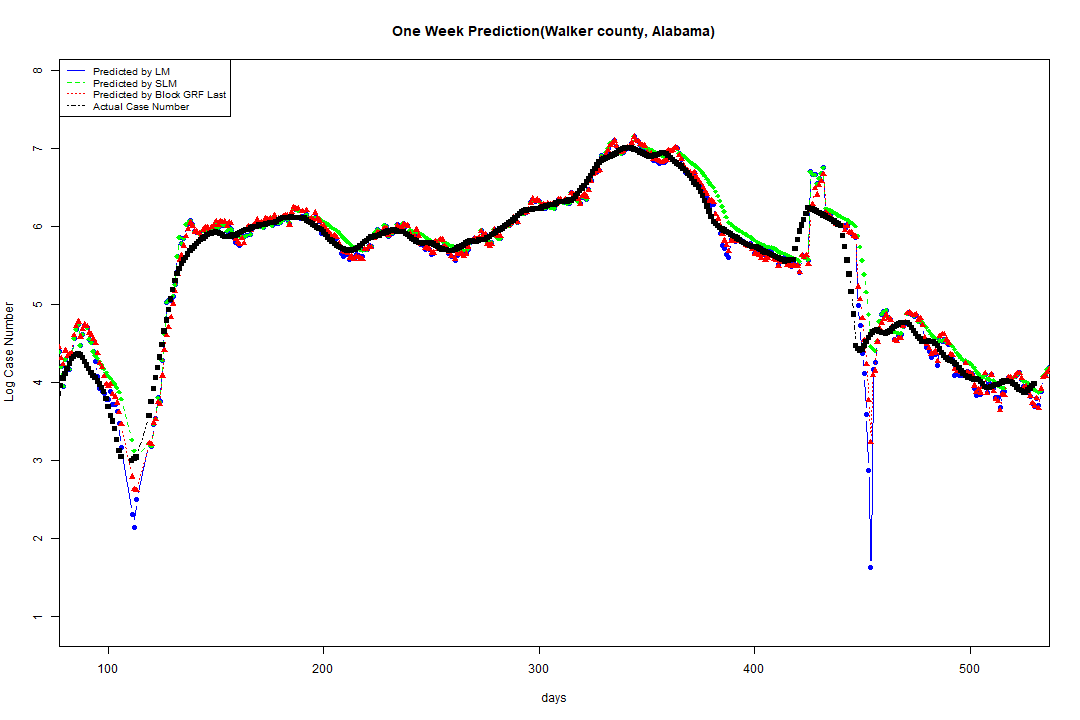 One Week Prediction(Walker county, Alabama)
Predicted by LM
Predicted by SLM
Predicted by Block GRF Last
Actual Case Number
8
7
6
5
4
3
2
1
Log Case Number
100
200
300
400
500
days